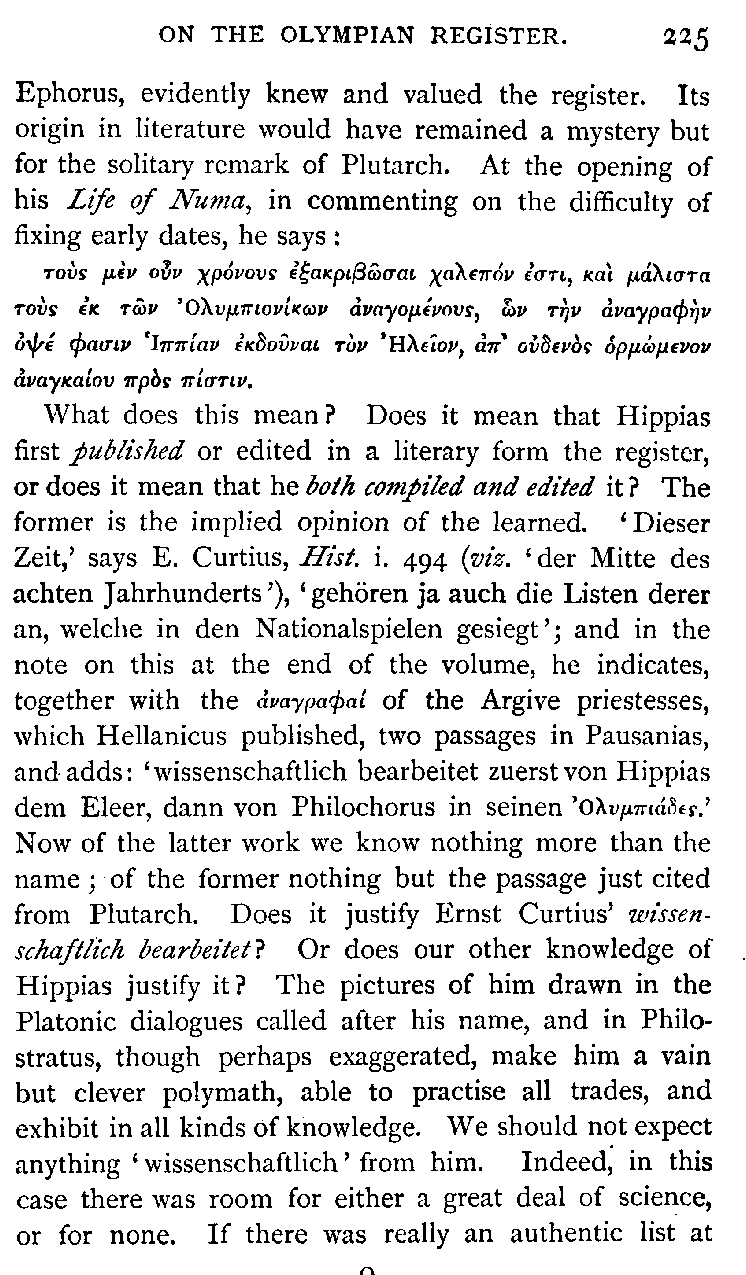 ON THE OLYMPIAN REGISTER. 225
Ephorus, evidently knew and valued the register. Its
origin in literature would have remained a mystery but
for the solitary remark of Plutarch. At the opening of
his Life of Numa, in commenting on the difficulty of
fixing early dates, he says :
τοὺς μὲν οὖν χρόνους ἐξακριβῶσαι χαλεπόν ἐστι, καὶ μάλιστα
τοὺς ἐκ τῶν Ὀλυμπιονίκων ἀναγομένους, ὧν τὴν ἀναγραφὴν
ὀψέ φασιν Ἱππίαν ἐκδοῦναι τὸν Ἠλεῖον, ἀπ' οὐδενὸς ὁρμώμενον
ἀναγκαίου πρὸς πίστιν.
What does this mean? Does it mean that Hippias
first published or edited in a literary form the register,
or does it mean that he both compiled and edited it? The
former is the implied opinion of the learned. ‘Dieser
Zeit,’ says E. Curtius, Hist. i. 494 (viz. ‘der Mitte des
achten Jahrhunderts’), ‘gehören ja auch die Listen derer
an, welche in den Nationalspielen gesiegt’; and in the
note on this at the end of the volume, he indicates,
together with the ἀναγραφαί of the Argive priestesses,
which Hellanicus published, two passages in Pausanias,
and adds: ‘wissenschaftlich bearbeitet zuerst von Hippias
dem Eleer, dann von Philochorus in seinen Ὀλυμπιάδες.’
Now of the latter work we know nothing more than the
name ; of the former nothing but the passage just cited
from Plutarch. Does it justify Ernst Curtius’ wissen-
schaftlich bearbeitet? Or does our other knowledge of
Hippias justify it? The pictures of him drawn in the
Platonic dialogues called after his name, and in Philo-
stratus, though perhaps exaggerated, make him a vain
but clever polymath, able to practise all trades, and
exhibit in all kinds of knowledge. We should not expect
anything ‘wissenschaftlich’ from him. Indeed, in this
case there was room for either a great deal of science,
or for none. If there was really an authentic list at